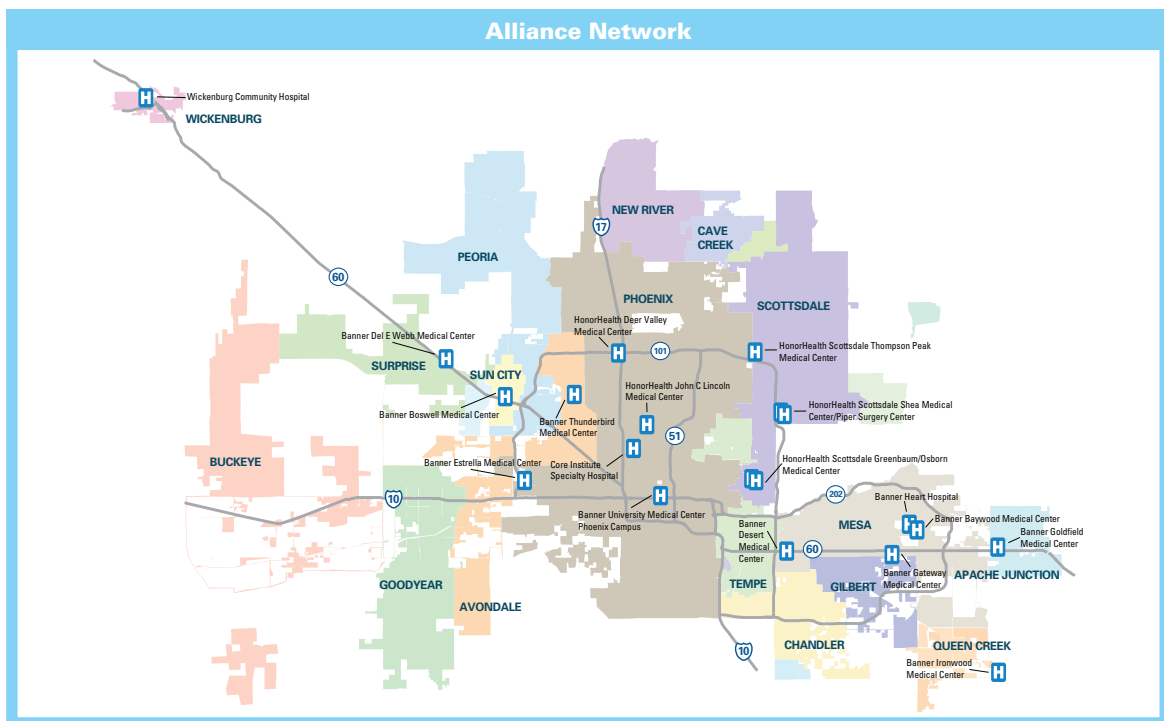 Alliance Network
H
Wickenburg Community Hospital
WICKENBURG
NEW RIVER
17
CAVE
CREEK
PEORIA
60
PHOENIX
SCOTTSDALE
HonorHealth Deer Valley
Medical Center
H
101
H
HonorHealth Scottsdale Thompson Peak
Medical Center
Banner Del E Webb Medical Center
H
SURPRISE
SUN CITY
H
Banner Boswell Medical Center
H
Banner Thunderbird
Medical Center
HonorHealth John C Lincoln
Medical Center
H
51
H
HonorHealth Scottsdale Shea Medical
Center/Piper Surgery Center
H
Core Institute
Specialty Hospital
BUCKEYE
Banner Estrella Medical Center
H
H
HonorHealth Scottsdale Greenbaum/Osborn
Medical Center
10
H
Banner University Medical Center
Phoenix Campus
202
Banner Heart Hospital
MESA
H
H
Banner Baywood Medical Center
Banner
Desert
Medical
Center
H
60
H
Banner Gateway
Medical Center
H
Banner Goldfield
Medical Center
APACHE JUNCTION
GOODYEAR
AVONDALE
TEMPE
GILBERT
10
CHANDLER
QUEEN CREEK
Banner Ironwood
Medical Center
H